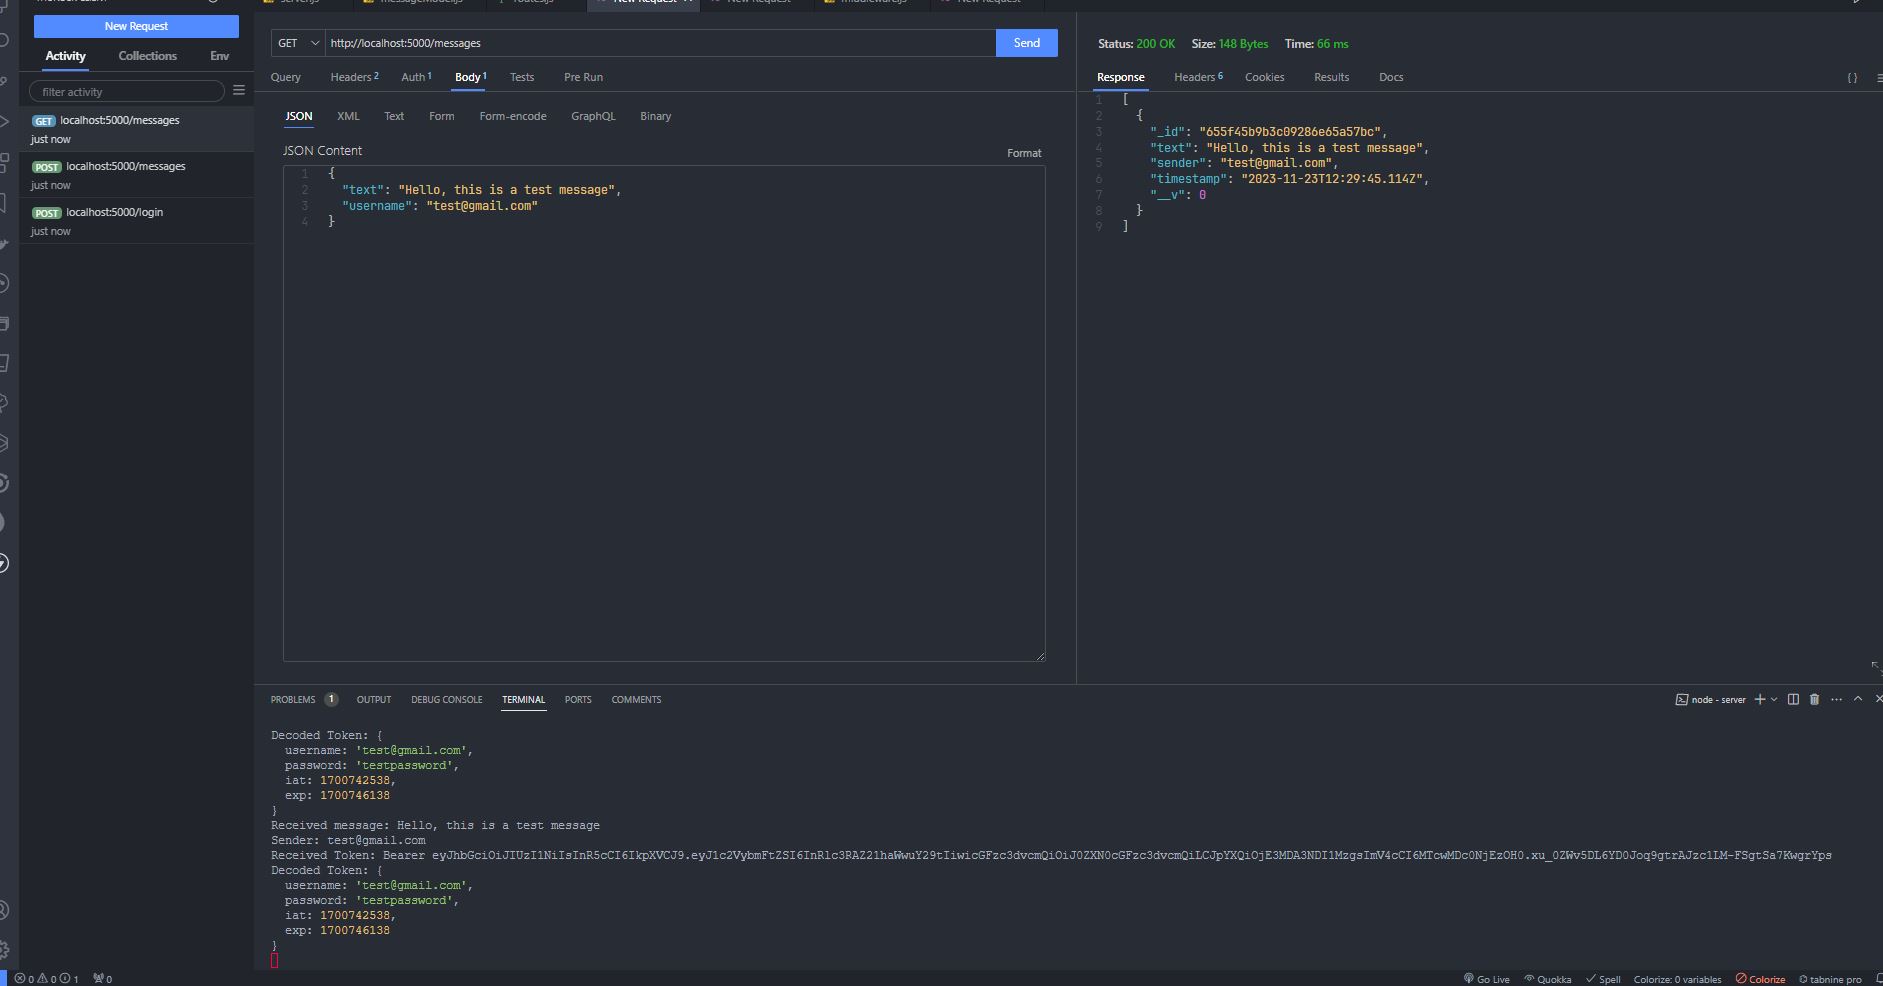 New Request
Activity Collections Env
filter activity
GET localhost:5000/messages
just now
POST localhost:5000/messages
just now
POST localhost:5000/login
just now
GET http://localhost:5000/messages Send
Query Headers 2 Auth 1 Body 1 Tests Pre Run
JSON XML Text Form Form-encode GraphQL Binary
JSON Content
Format
1 {
2 "text": "Hello, this is a test message",
3 "username": "test@gmail.com"
4 }
Status: 200 OK Size: 148 Bytes Time: 66 ms
Response Headers 6 Cookies Results Docs { }
1 [
2 {
3 "_id": "655f45b9b3c09286e65a57bc",
4 "text": "Hello, this is a test message",
5 "sender": "test@gmail.com",
6 "timestamp": "2023-11-23T12:29:45.114Z",
7 "__v": 0
8 }
9 ]
PROBLEMS 1 OUTPUT DEBUG CONSOLE TERMINAL PORTS COMMENTS
node - server
Decoded Token: {
username: 'test@gmail.com',
password: 'testpassword',
iat: 1700742538,
exp: 1700746138
}
Received message: Hello, this is a test message
Sender: test@gmail.com
Received Token: Bearer eyJhbGciOiJIUzI1NiIsInR5cCI6IkpXVCJ9.eyJ1c2VybmFtZSI6InRlc3RAZ21haWwuY29tIiwicGFzc3dvcmQiOiJ0ZXN0cGFzc3dvcmQiLCJpYXQiOjE3MDA3NDI1MzgsImV4cCI6MTcwMDc0NjEzOH0.xu_0ZWv5DL6YD0Joq9gtrAJzc1LM-FSgtSa7KwgrYps
Decoded Token: {
username: 'test@gmail.com',
password: 'testpassword',
iat: 1700742538,
exp: 1700746138
}
0 0 1 0
Go Live Quokka Spell Colorize: 0 variables Colorize tabnine pro